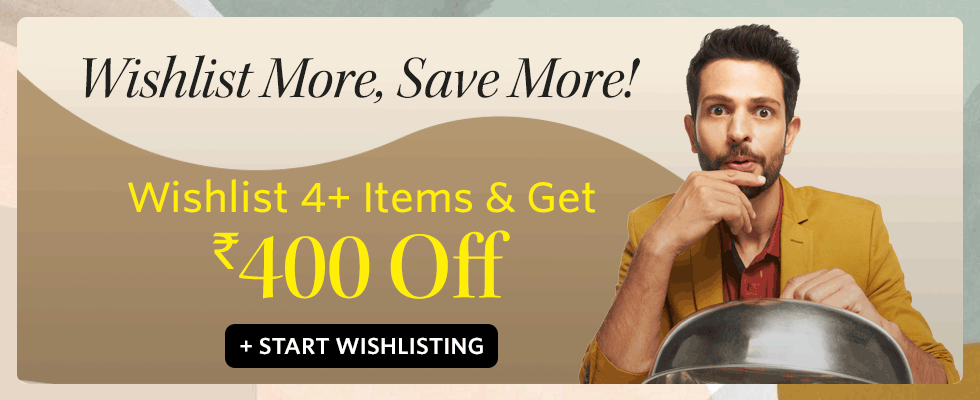 Wishlist More, Save More!
Wishlist 4+ Items & Get
₹400 Off
+ START WISHLISTING